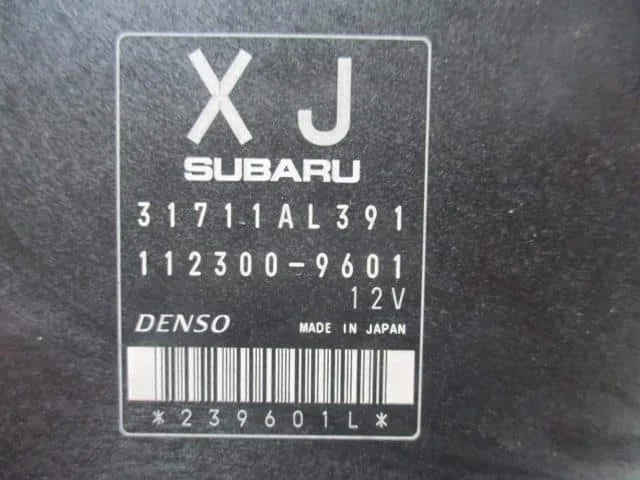 XJ
SUBARU
31711AL391
112300-9601
12V
DENSO MADE IN JAPAN
*239601L*